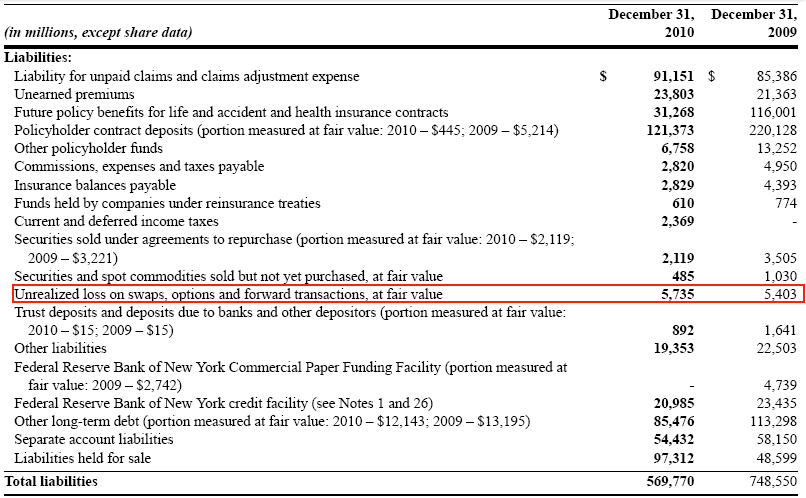 December 31, December 31,
(in millions, except share data) 2010 2009
Liabilities:
Liability for unpaid claims and claims adjustment expense $ 91,151 $ 85,386
Unearned premiums 23,803 21,363
Future policy benefits for life and accident and health insurance contracts 31,268 116,001
Policyholder contract deposits (portion measured at fair value: 2010 – $445; 2009 – $5,214) 121,373 220,128
Other policyholder funds 6,758 13,252
Commissions, expenses and taxes payable 2,820 4,950
Insurance balances payable 2,829 4,393
Funds held by companies under reinsurance treaties 610 774
Current and deferred income taxes 2,369 -
Securities sold under agreements to repurchase (portion measured at fair value: 2010 – $2,119;
2009 – $3,221) 2,119 3,505
Securities and spot commodities sold but not yet purchased, at fair value 485 1,030
Unrealized loss on swaps, options and forward transactions, at fair value 5,735 5,403
Trust deposits and deposits due to banks and other depositors (portion measured at fair value:
2010 – $15; 2009 – $15) 892 1,641
Other liabilities 19,353 22,503
Federal Reserve Bank of New York Commercial Paper Funding Facility (portion measured at
fair value: 2009 – $2,742) - 4,739
Federal Reserve Bank of New York credit facility (see Notes 1 and 26) 20,985 23,435
Other long-term debt (portion measured at fair value: 2010 – $12,143; 2009 – $13,195) 85,476 113,298
Separate account liabilities 54,432 58,150
Liabilities held for sale 97,312 48,599
Total liabilities 569,770 748,550